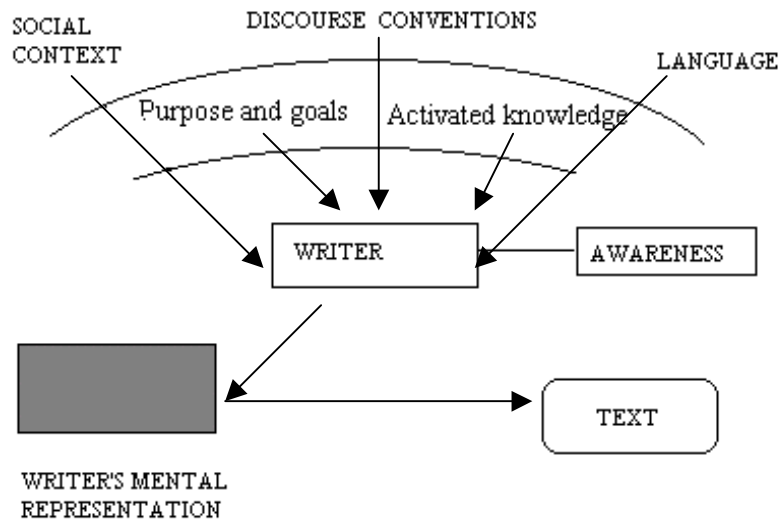 SOCIAL
CONTEXT
DISCOURSE CONVENTIONS
LANGUAGE
Purpose and goals
Activated knowledge
WRITER
AWARENESS
TEXT
WRITER'S MENTAL
REPRESENTATION